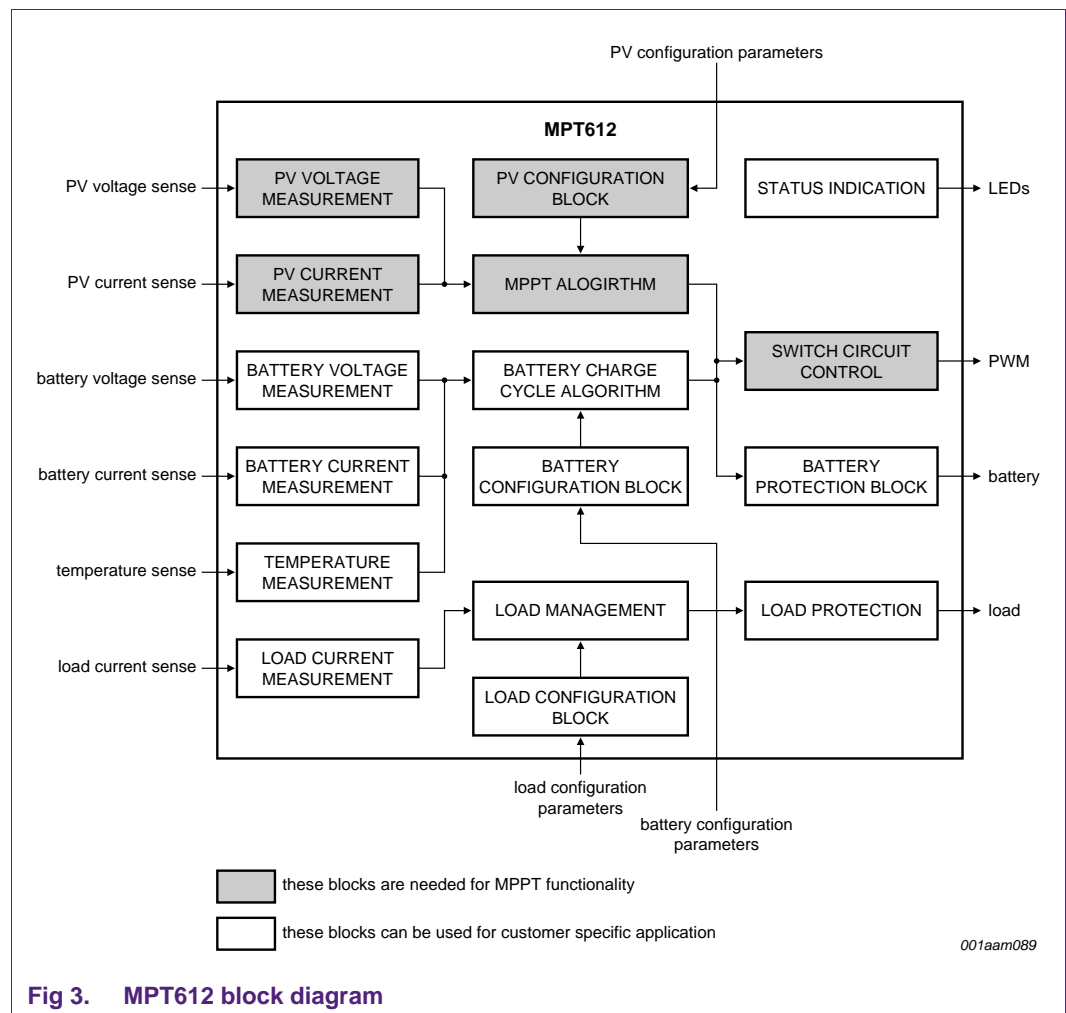 PV configuration parameters
MPT612
PV voltage sense
PV VOLTAGE
MEASUREMENT
PV CONFIGURATION
BLOCK
STATUS INDICATION
LEDs
PV current sense
PV CURRENT
MEASUREMENT
MPPT ALOGIRTHM
SWITCH CIRCUIT
CONTROL
PWM
battery voltage sense
BATTERY VOLTAGE
MEASUREMENT
BATTERY CHARGE
CYCLE ALGORITHM
battery current sense
BATTERY CURRENT
MEASUREMENT
BATTERY
CONFIGURATION BLOCK
BATTERY
PROTECTION BLOCK
battery
temperature sense
TEMPERATURE
MEASUREMENT
LOAD MANAGEMENT
LOAD PROTECTION
load
load current sense
LOAD CURRENT
MEASUREMENT
LOAD CONFIGURATION
BLOCK
load configuration
parameters
battery configuration
parameters
these blocks are needed for MPPT functionality
these blocks can be used for customer specific application
001aam089
Fig 3. MPT612 block diagram